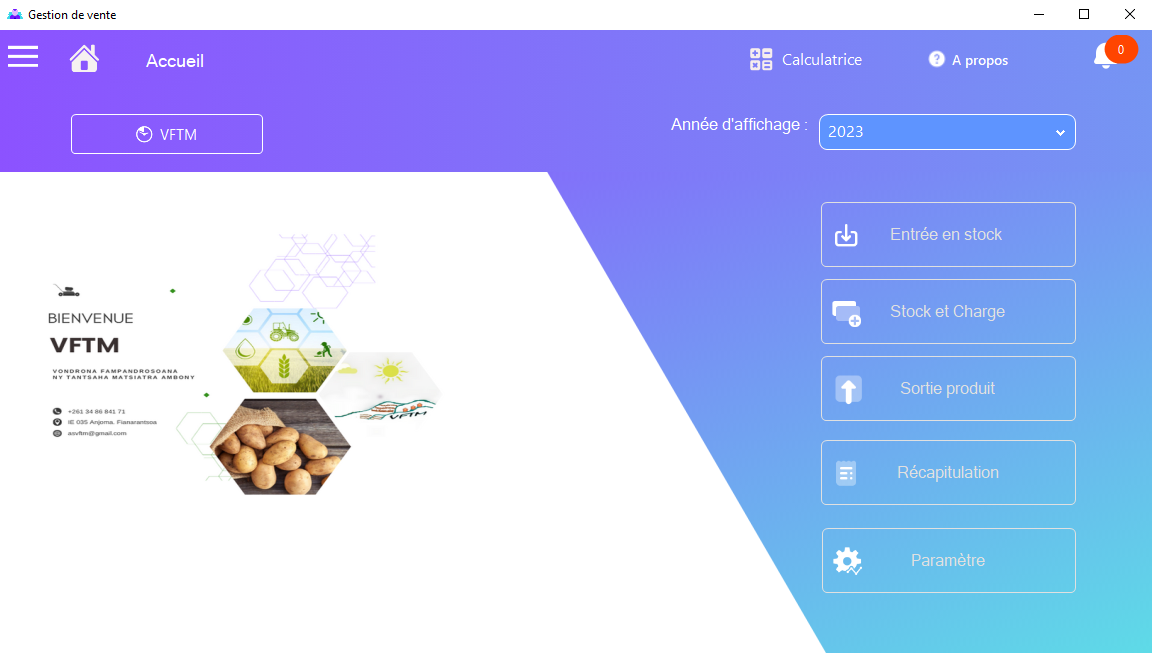 Gestion de vente
Accueil
Calculatrice
? A propos
0
VFTM
Année d'affichage :
2023
Entrée en stock
Stock et Charge
Sortie produit
Récapitulation
Paramètre
BIENVENUE
VFTM
VONDRONA FAMPANDROSOANA
NY TANTSAHA MATSIATRA AMBONY
+261 34 86 841 71
IE 035 Anjoma, Fianarantsoa
asvftm@gmail.com
VFTM